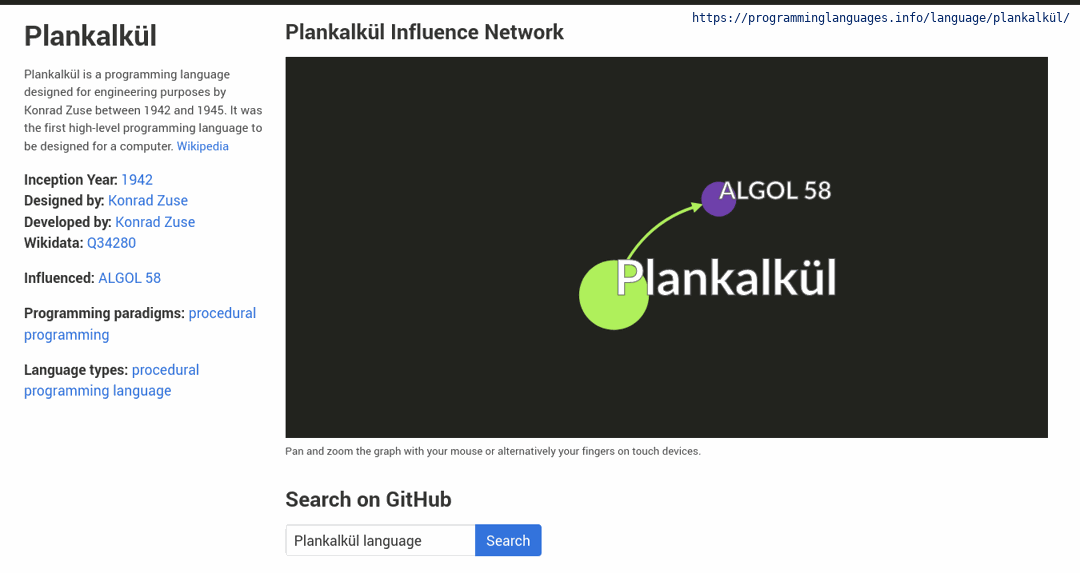 https://programminglanguages.info/language/plankalkül/
Plankalkül
Plankalkül is a programming language
designed for engineering purposes by
Konrad Zuse between 1942 and 1945. It was
the first high-level programming language to
be designed for a computer. Wikipedia
Inception Year: 1942
Designed by: Konrad Zuse
Developed by: Konrad Zuse
Wikidata: Q34280
Influenced: ALGOL 58
Programming paradigms: procedural
programming
Language types: procedural
programming language
Plankalkül Influence Network
ALGOL 58
Plankalkül
Pan and zoom the graph with your mouse or alternatively your fingers on touch devices.
Search on GitHub
Plankalkül language Search